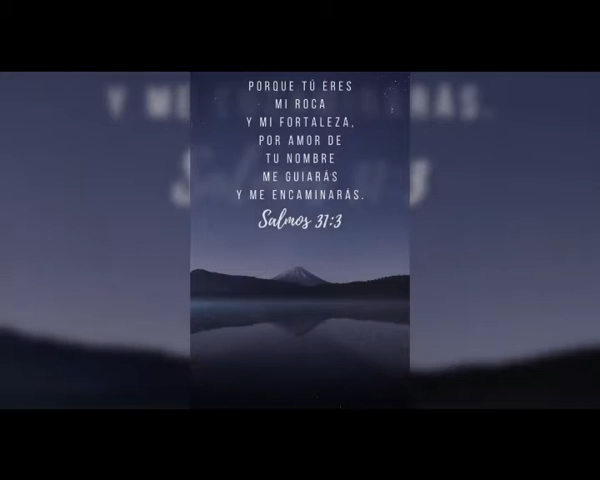 PORQUE TÚ ERES
MI ROCA
Y MI FORTALEZA,
POR AMOR DE
TU NOMBRE
ME GUIARÁS
Y ME ENCAMINARÁS.
Salmos 31:3